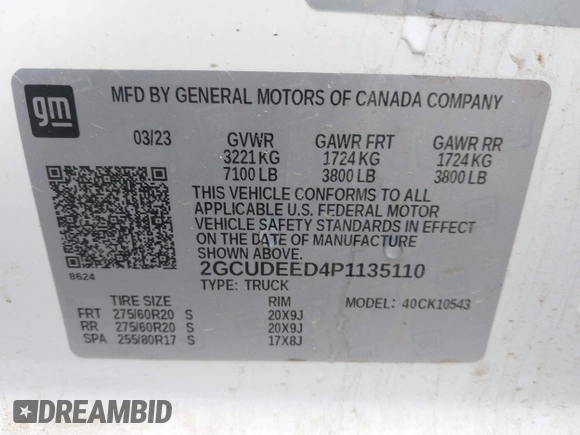 gm
MFD BY GENERAL MOTORS OF CANADA COMPANY
03/23 GVWR GAWR FRT GAWR RR
3221 KG 1724 KG 1724 KG
7100 LB 3800 LB 3800 LB
THIS VEHICLE CONFORMS TO ALL
APPLICABLE U.S. FEDERAL MOTOR
VEHICLE SAFETY STANDARDS IN EFFECT
ON THE DATE OF MANUFACTURE
SHOWN ABOVE.
8624
2GCUDEED4P1135110
TYPE: TRUCK
TIRE SIZE RIM MODEL: 40CK10543
FRT 275/60R20 S 20X9J
RR 275/60R20 S 20X9J
SPA 255/80R17 S 17X8J
DREAMBID